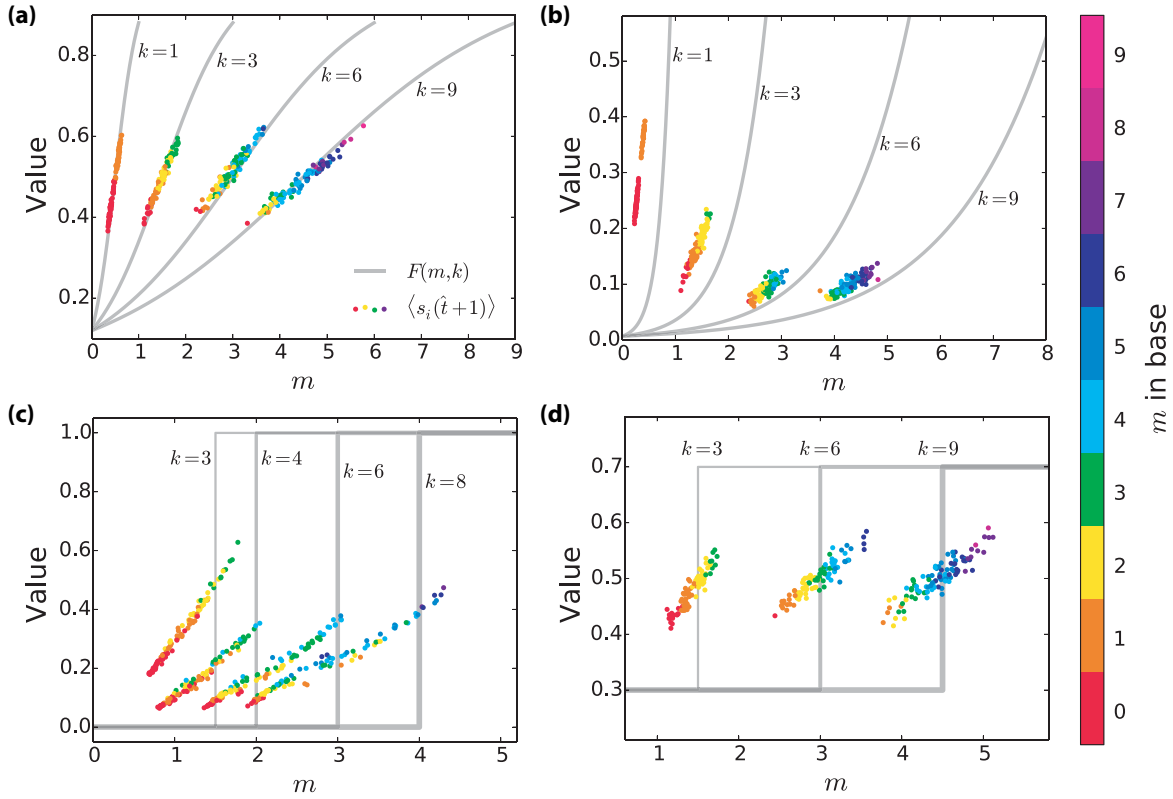 (a)
0.8
0.6
0.4
0.2
Value
k=1
k=3
k=6
k=9
F(m,k)
⟨s_i(t̂+1)⟩
0 1 2 3 4 5 6 7 8 9
m
(b)
0.5
0.4
0.3
0.2
0.1
0.0
Value
k=1
k=3
k=6
k=9
0 1 2 3 4 5 6 7 8
m
(c)
1.0
0.8
0.6
0.4
0.2
0.0
Value
k=3
k=4
k=6
k=8
0 1 2 3 4 5
m
(d)
0.7
0.6
0.5
0.4
0.3
Value
k=3
k=6
k=9
1 2 3 4 5
m
9
8
7
6
5
4
3
2
1
0
m in base